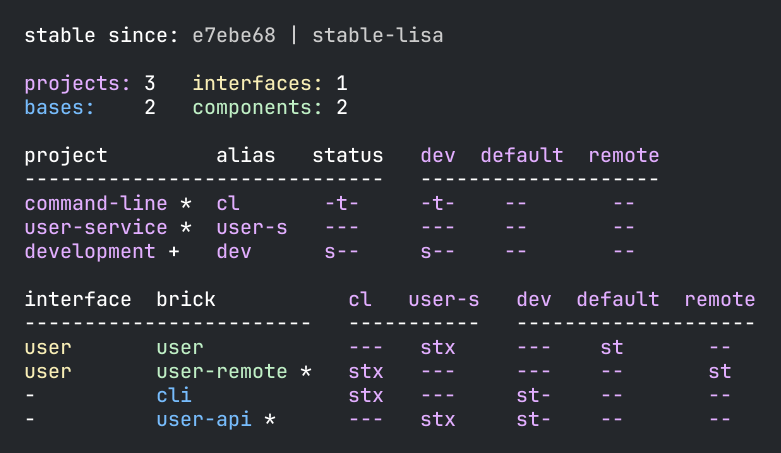 stable since: e7ebe68 | stable-lisa
projects: 3   interfaces: 1
bases:    2   components: 2
project         alias   status   dev  default  remote
------------------------------   --------------------
command-line *  cl       -t-     -t-    --       --
user-service *  user-s   ---     ---    --       --
development +   dev      s--     s--    --       --
interface  brick           cl   user-s   dev  default  remote
------------------------   -----------   --------------------
user       user            ---   stx     ---    st       --
user       user-remote *   stx   ---     ---    --       st
-          cli             stx   ---     st-    --       --
-          user-api *      ---   stx     st-    --       --